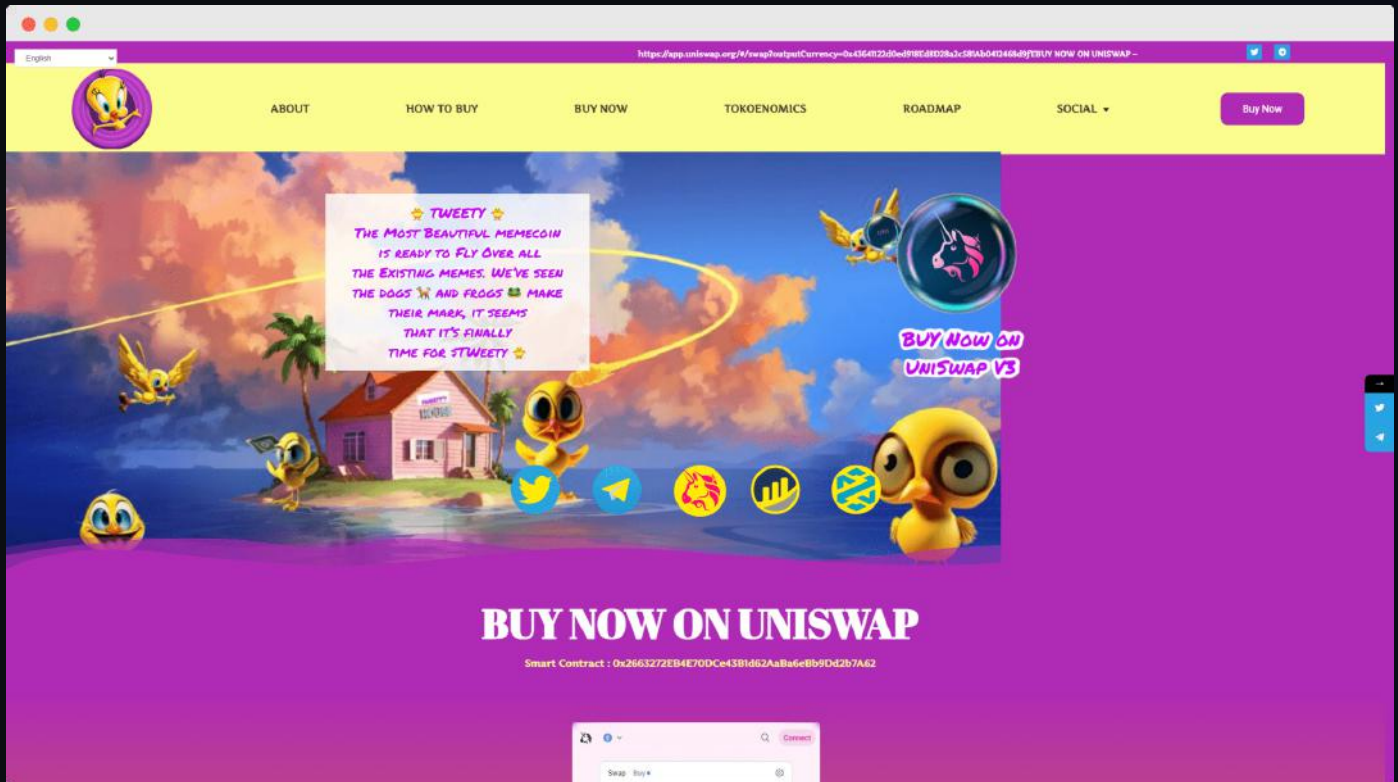 English
https://app.uniswap.org/#/swap?outputCurrency=0x43641122d0ed918Ed8D28a2c581Ab0412468d9fEBUY NOW ON UNISWAP –
ABOUT
HOW TO BUY
BUY NOW
TOKOENOMICS
ROADMAP
SOCIAL
Buy Now
🐥 TWEETY 🐥
The Most Beautiful memecoin
is ready to Fly Over all
the Existing memes. We've seen
the dogs 🐕 and frogs 🐸 make
their mark, it seems
that it's finally
time for $TWeety 🐥
TWEETY'S
HOUSE
Buy Now on
UniSwap V3
BUY NOW ON UNISWAP
Smart Contract : 0x2663272EB4E70DCe43B1d62AaBa6eBb9Dd2b7A62
Connect
Swap Buy